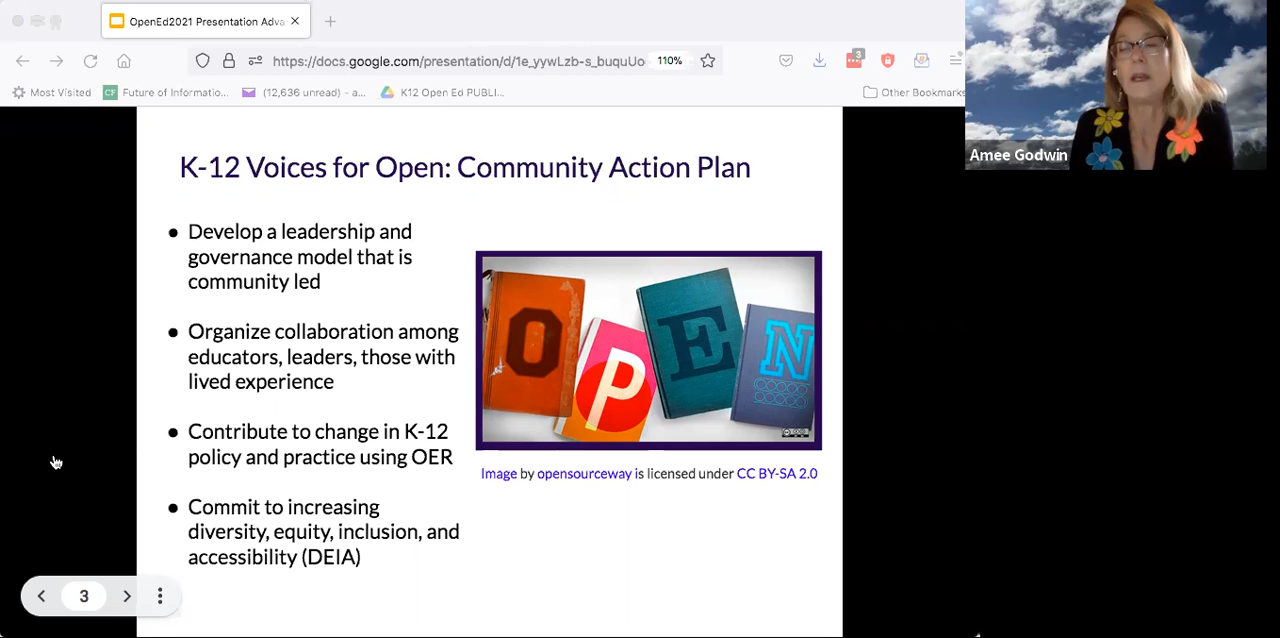 OpenEd2021 Presentation Adva
https://docs.google.com/presentation/d/1e_yywLzb-s_buquUo
110%
3
Most Visited
CF Future of Informatio...
(12,636 unread) - a...
K12 Open Ed PUBLI...
Other Bookmarks
Amee Godwin
K-12 Voices for Open: Community Action Plan
● Develop a leadership and
governance model that is
community led
● Organize collaboration among
educators, leaders, those with
lived experience
● Contribute to change in K-12
policy and practice using OER
● Commit to increasing
diversity, equity, inclusion, and
accessibility (DEIA)
O P E N
Image by opensourceway is licensed under CC BY-SA 2.0
3